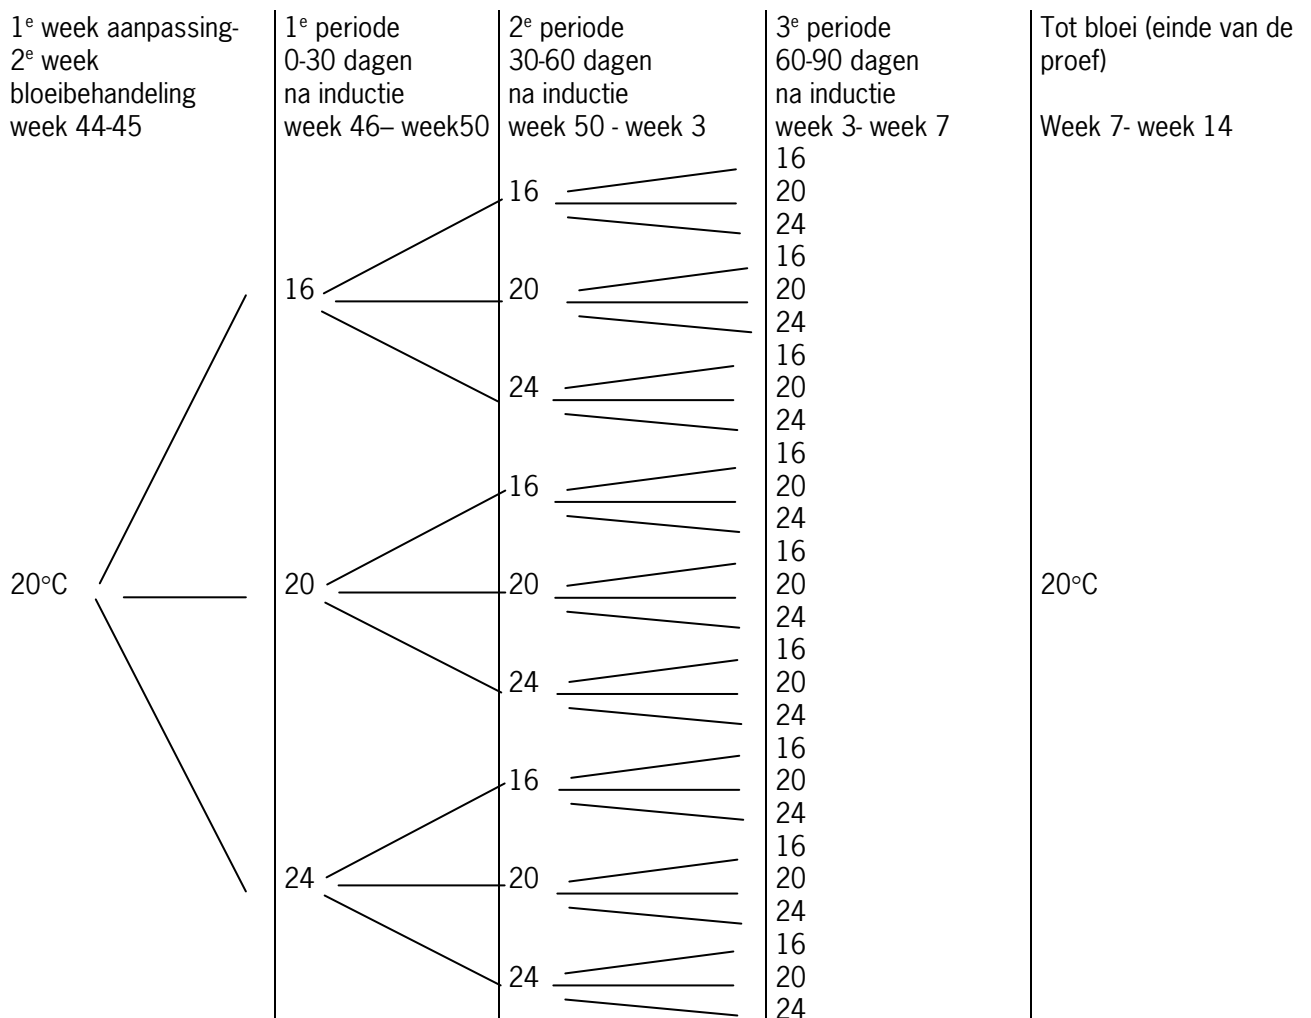 1e week aanpassing-
2e week
bloeibehandeling
week 44-45
1e periode
0-30 dagen
na inductie
week 46– week50
2e periode
30-60 dagen
na inductie
week 50 - week 3
3e periode
60-90 dagen
na inductie
week 3- week 7
Tot bloei (einde van de
proef)
Week 7- week 14
20°C
16
20
24
16
20
24
16
20
24
16
20
24
16
20
24
16
20
24
16
20
24
16
20
24
16
20
24
16
20
24
16
20
24
16
20
24
16
20
24
20°C